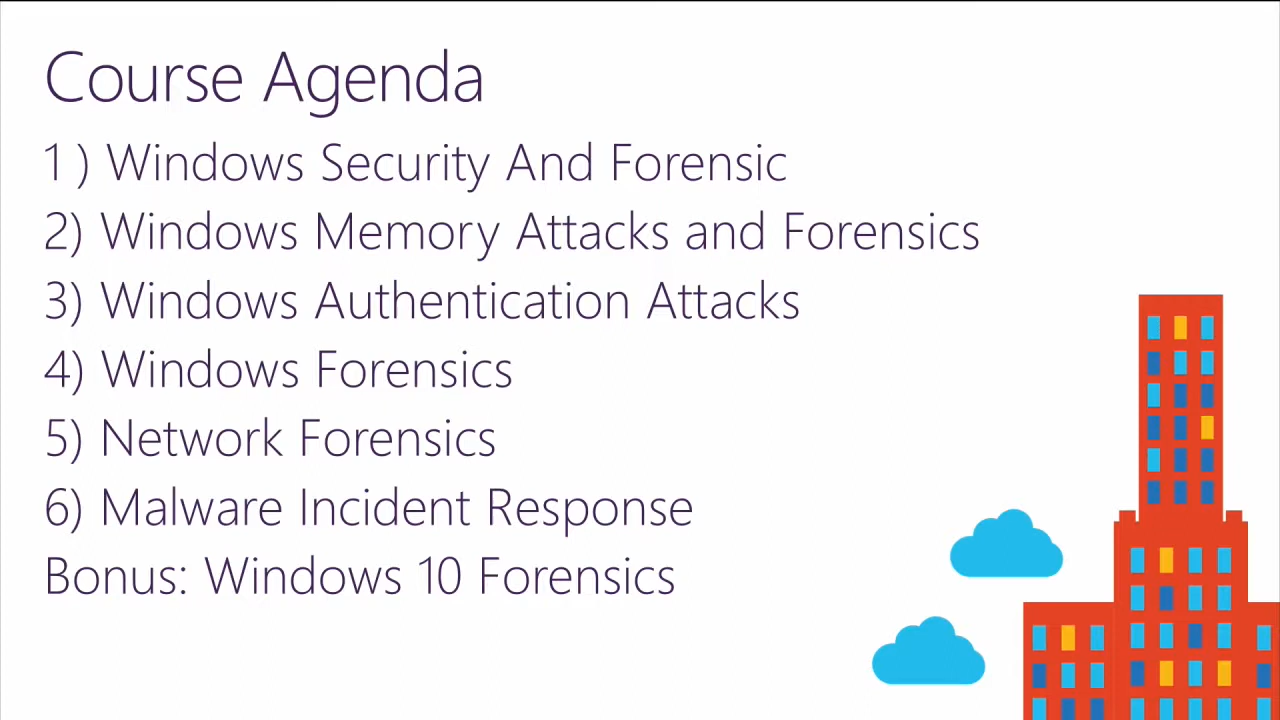 Course Agenda
1) Windows Security And Forensic
2) Windows Memory Attacks and Forensics
3) Windows Authentication Attacks
4) Windows Forensics
5) Network Forensics
6) Malware Incident Response
Bonus: Windows 10 Forensics